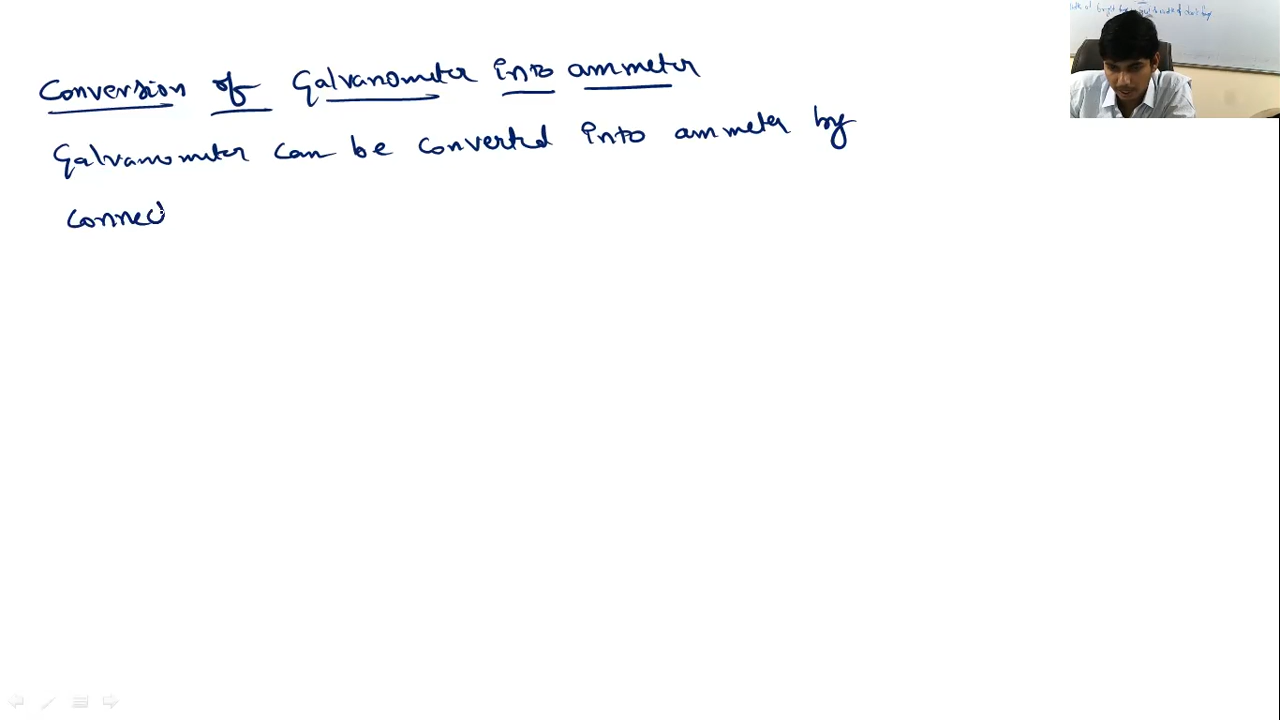 Conversion of Galvanometer into ammeter
Galvanometer can be converted into ammeter by
connec